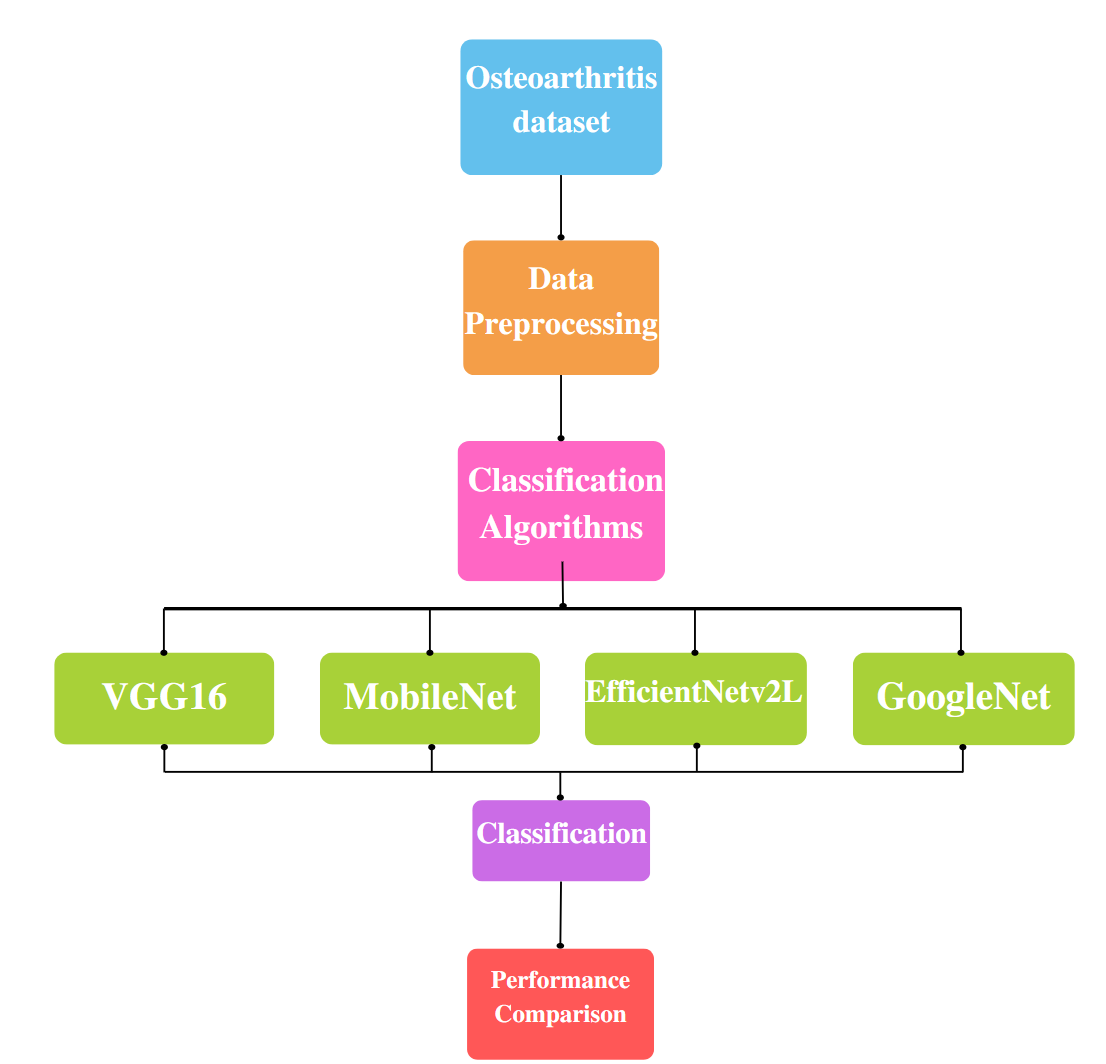 Osteoarthritis
dataset
Data
Preprocessing
Classification
Algorithms
VGG16
MobileNet
EfficientNetv2L
GoogleNet
Classification
Performance
Comparison